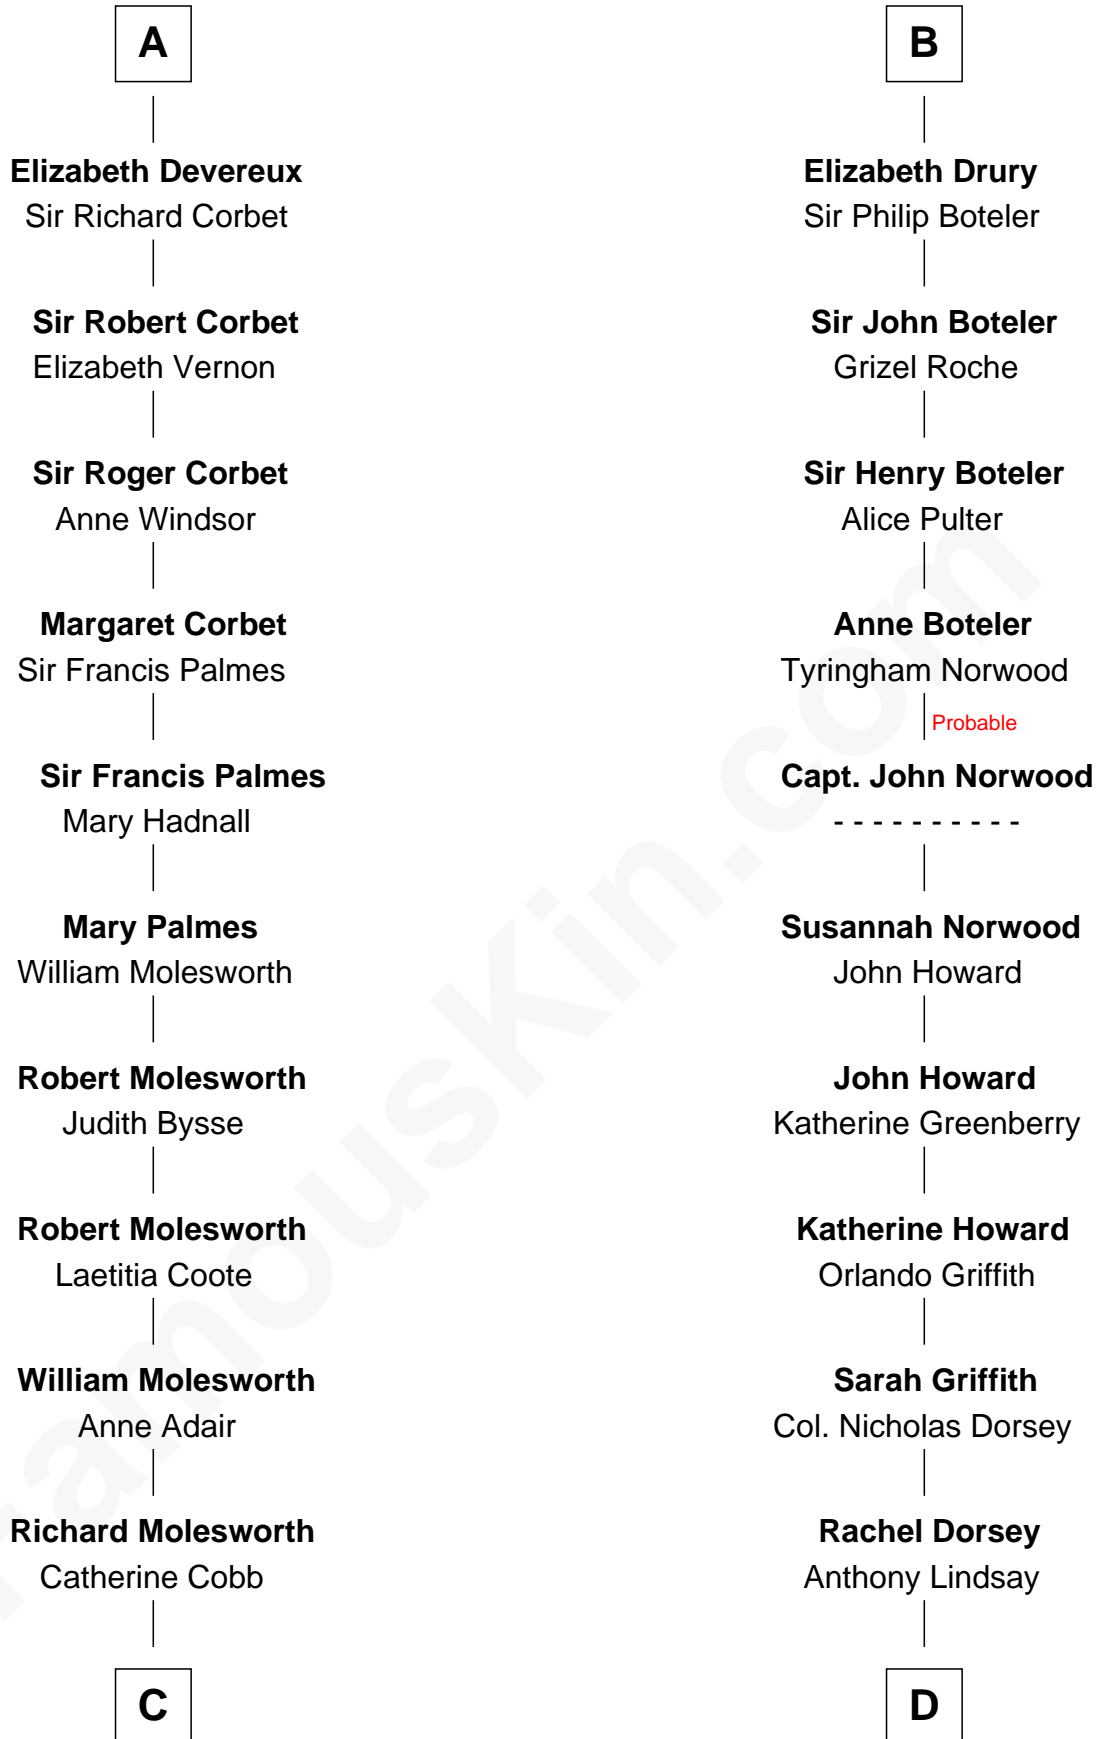 A
Elizabeth Devereux
Sir Richard Corbet
Sir Robert Corbet
Elizabeth Vernon
Sir Roger Corbet
Anne Windsor
Margaret Corbet
Sir Francis Palmes
Sir Francis Palmes
Mary Hadnall
Mary Palmes
William Molesworth
Robert Molesworth
Judith Bysse
Robert Molesworth
Laetitia Coote
William Molesworth
Anne Adair
Richard Molesworth
Catherine Cobb
C
B
Elizabeth Drury
Sir Philip Boteler
Sir John Boteler
Grizel Roche
Sir Henry Boteler
Alice Pulter
Anne Boteler
Tyringham Norwood
Probable
Capt. John Norwood
- - - - - - - - - -
Susannah Norwood
John Howard
John Howard
Katherine Greenberry
Katherine Howard
Orlando Griffith
Sarah Griffith
Col. Nicholas Dorsey
Rachel Dorsey
Anthony Lindsay
D
FamousKin.com